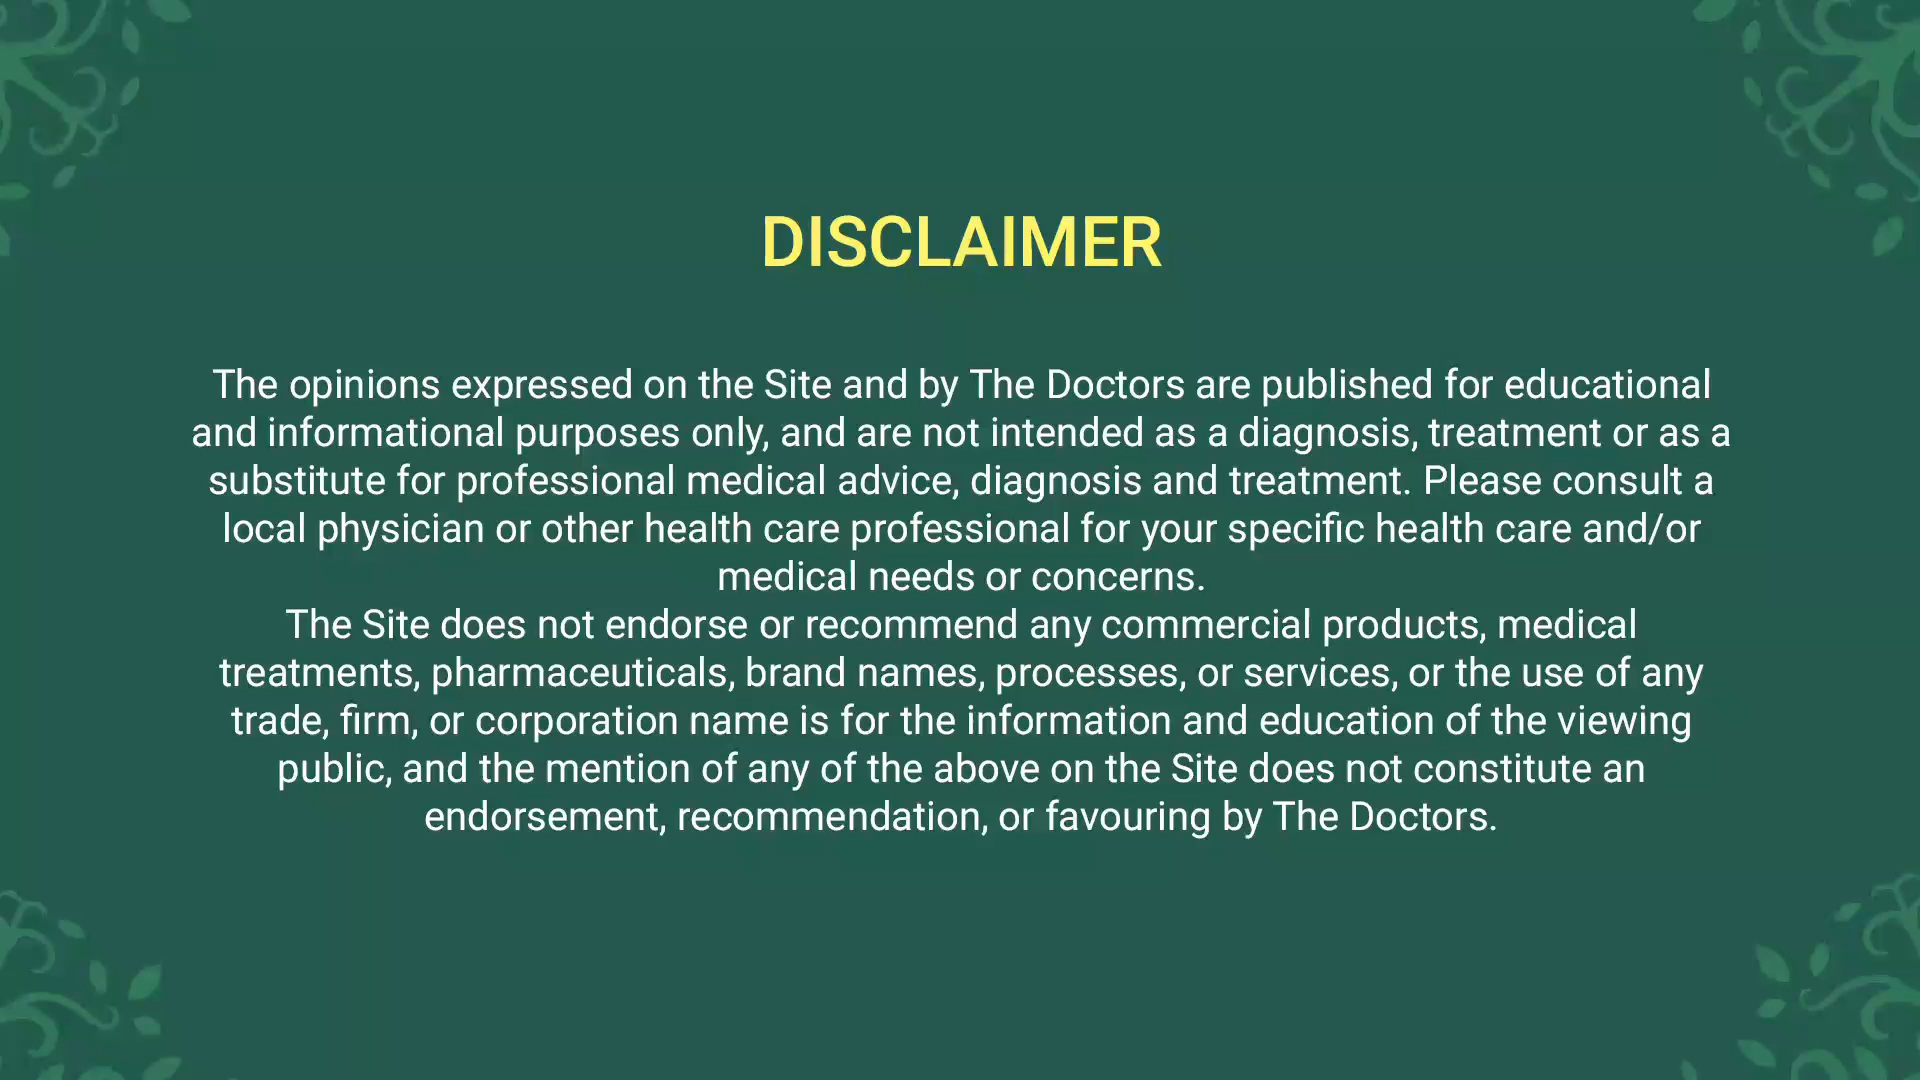 DISCLAIMER
The opinions expressed on the Site and by The Doctors are published for educational
and informational purposes only, and are not intended as a diagnosis, treatment or as a
substitute for professional medical advice, diagnosis and treatment. Please consult a
local physician or other health care professional for your specific health care and/or
medical needs or concerns.
The Site does not endorse or recommend any commercial products, medical
treatments, pharmaceuticals, brand names, processes, or services, or the use of any
trade, firm, or corporation name is for the information and education of the viewing
public, and the mention of any of the above on the Site does not constitute an
endorsement, recommendation, or favouring by The Doctors.